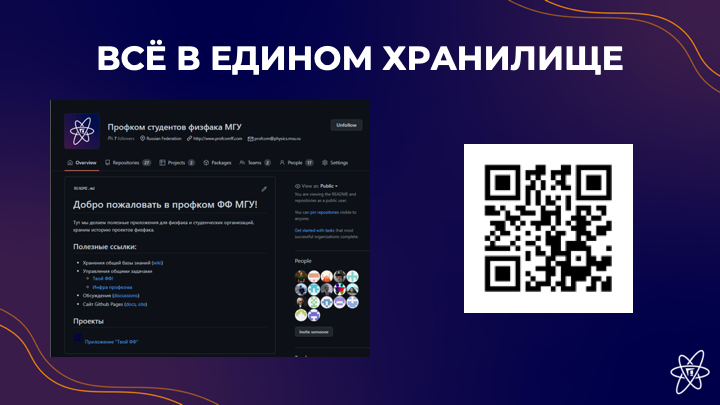 ВСЁ В ЕДИНОМ ХРАНИЛИЩЕ
Профком студентов физфака МГУ
7 followers Russian Federation http://www.profcomff.com profcom@physics.msu.ru
Unfollow
Overview Repositories 27 Projects 3 Packages Teams 2 People 17 Settings
README.md
Добро пожаловать в профком ФФ МГУ!
Тут мы делаем полезные приложения для физфака и студенческих организаций,
храним историю проектов физфака.
Полезные ссылки:
Хранения общей базы знаний (wiki)
Управления общими задачами
Твой ФФ!
Инфра профкома
Обсуждения (discussions)
Сайт Github Pages (docs, site)
Проекты
Приложение "Твой ФФ"
View as: Public
You are viewing the README and
repositories as a public user.
You can pin repositories visible to
anyone.
Get started with tasks that most
successful organizations complete.
People
Invite someone